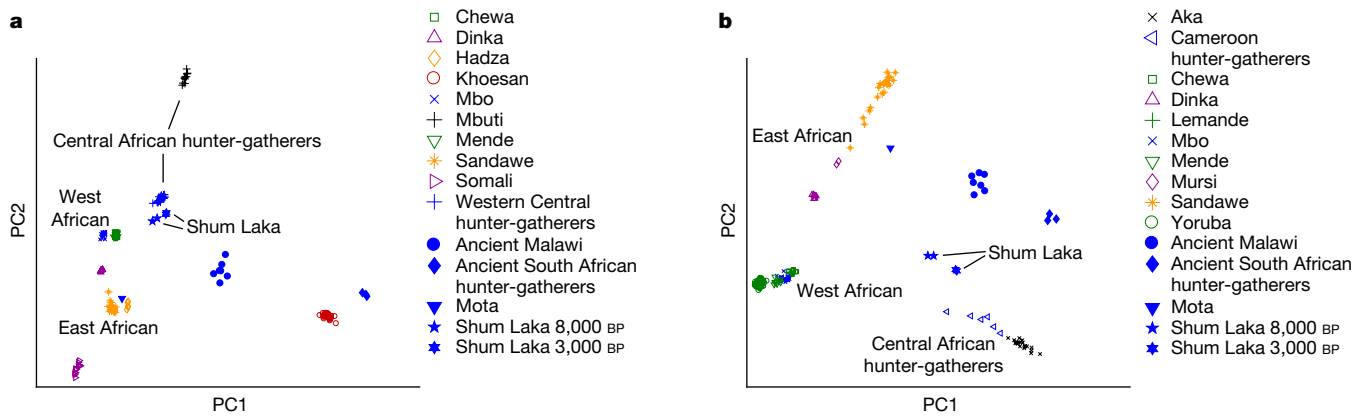 a
Central African hunter-gatherers
West
African
Shum Laka
East African
PC2
PC1
Chewa
Dinka
Hadza
Khoesan
Mbo
Mbuti
Mende
Sandawe
Somali
Western Central
hunter-gatherers
Ancient Malawi
Ancient South African
hunter-gatherers
Mota
Shum Laka 8,000 BP
Shum Laka 3,000 BP
b
East African
Shum Laka
West African
Central African
hunter-gatherers
PC2
PC1
Aka
Cameroon
hunter-gatherers
Chewa
Dinka
Lemande
Mbo
Mende
Mursi
Sandawe
Yoruba
Ancient Malawi
Ancient South African
hunter-gatherers
Mota
Shum Laka 8,000 BP
Shum Laka 3,000 BP